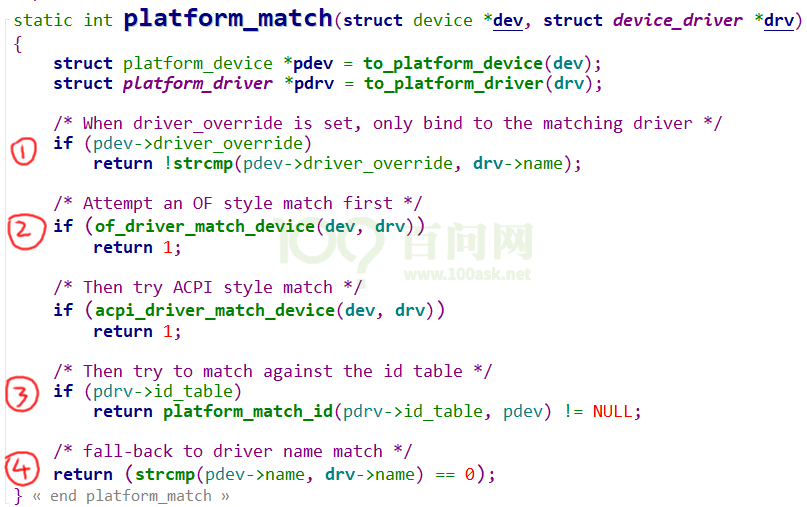 static int platform_match(struct device *dev, struct device_driver *drv)
{
    struct platform_device *pdev = to_platform_device(dev);
    struct platform_driver *pdrv = to_platform_driver(drv);
    /* When driver_override is set, only bind to the matching driver */
① if (pdev->driver_override)
        return !strcmp(pdev->driver_override, drv->name);
    /* Attempt an OF style match first */
② if (of_driver_match_device(dev, drv))
        return 1;
100 百问网
www.100ask.net
    /* Then try ACPI style match */
    if (acpi_driver_match_device(dev, drv))
        return 1;
    /* Then try to match against the id table */
③ if (pdrv->id_table)
        return platform_match_id(pdrv->id_table, pdev) != NULL;
    /* fall-back to driver name match */
④ return (strcmp(pdev->name, drv->name) == 0);
} « end platform_match »